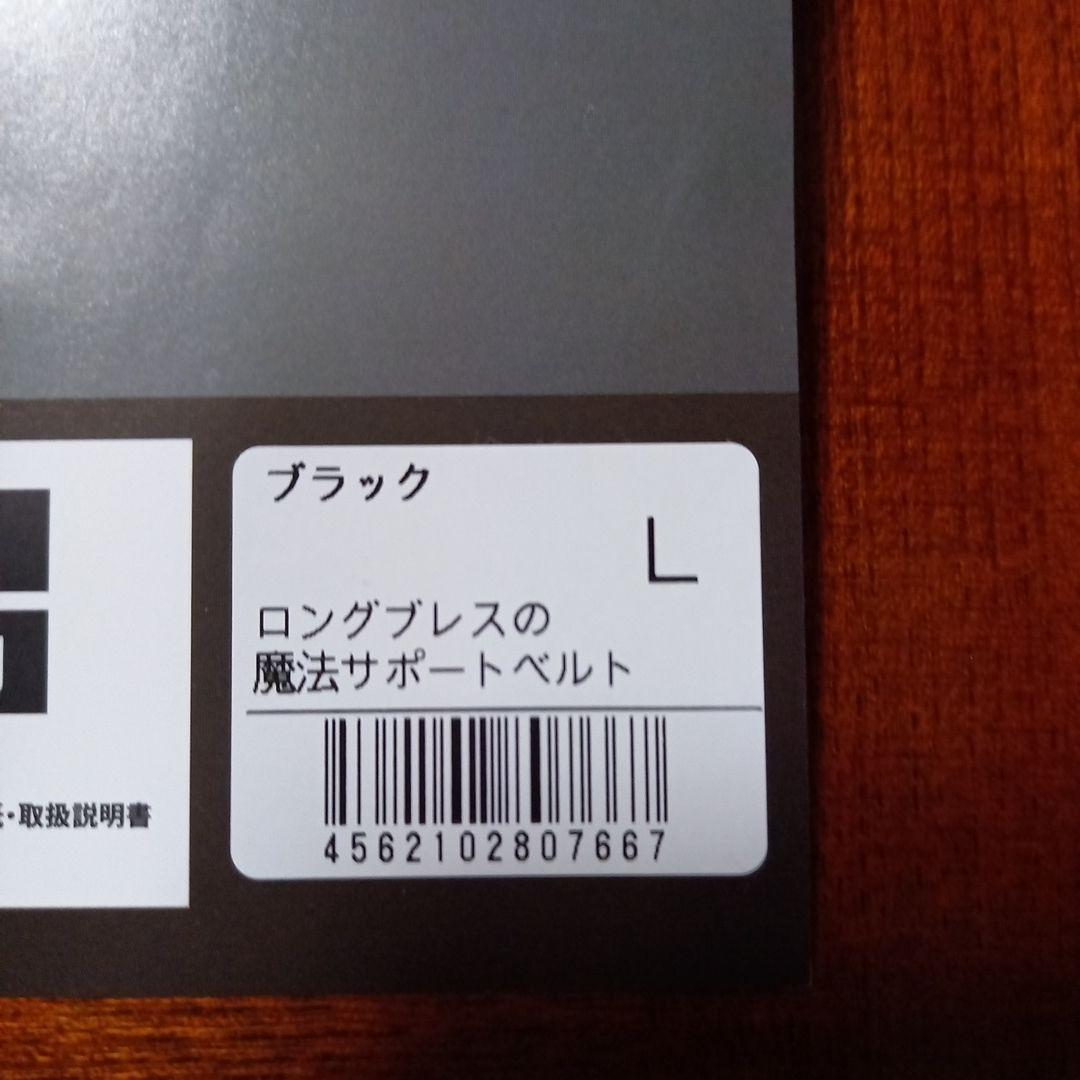 ブラック
L
ロングブレスの
魔法サポートベルト
4562102807667
・取扱説明書